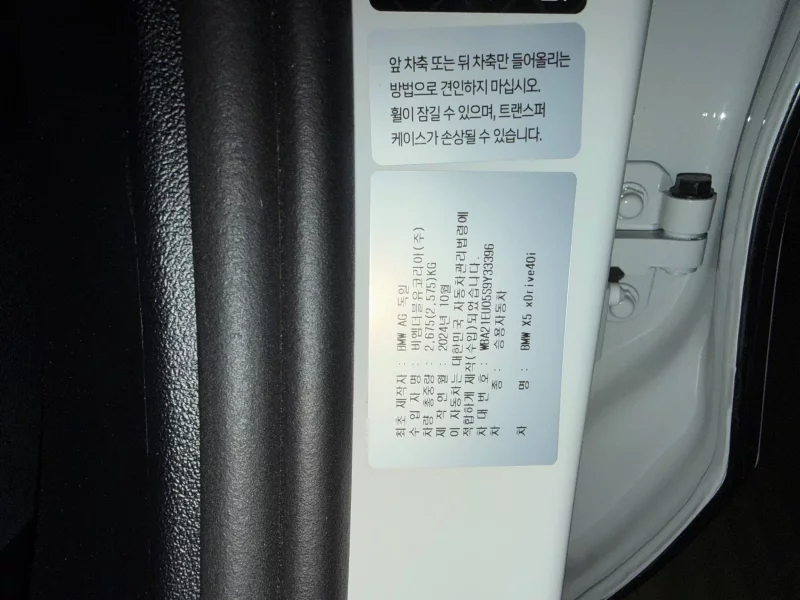 앞 차축 또는 뒤 차축만 들어올리는
방법으로 견인하지 마십시오.
휠이 잠길 수 있으며, 트랜스퍼
케이스가 손상될 수 있습니다.
최초 제작자 : BMW AG 독일
수 입 자 명 : 비엠더블유코리아(주)
차량 총중량 : 2,675(2,575)KG
제 작 연 월 : 2024년 10월
이 자동차는 대한민국 자동차관리법령에
적합하게 제작(수입)되었습니다.
차 대 번 호 : WBA21EU05S9Y33396
차 종 : 승용자동차
차 명 : BMW X5 xDrive40i